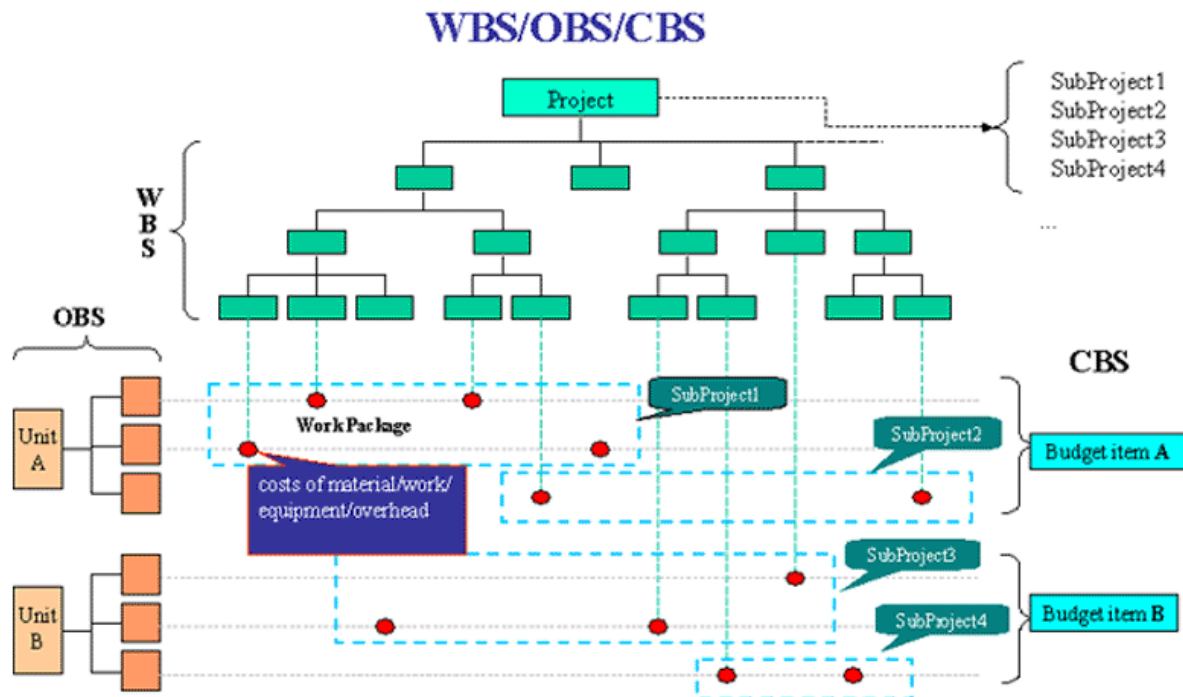 WBS/OBS/CBS
Project
SubProject1
SubProject2
SubProject3
SubProject4
...
W
B
S
OBS
CBS
Unit
A
WorkPackage
SubProject1
SubProject2
Budget item A
costs of material/work/
equipment/overhead
Unit
B
SubProject3
SubProject4
Budget item B